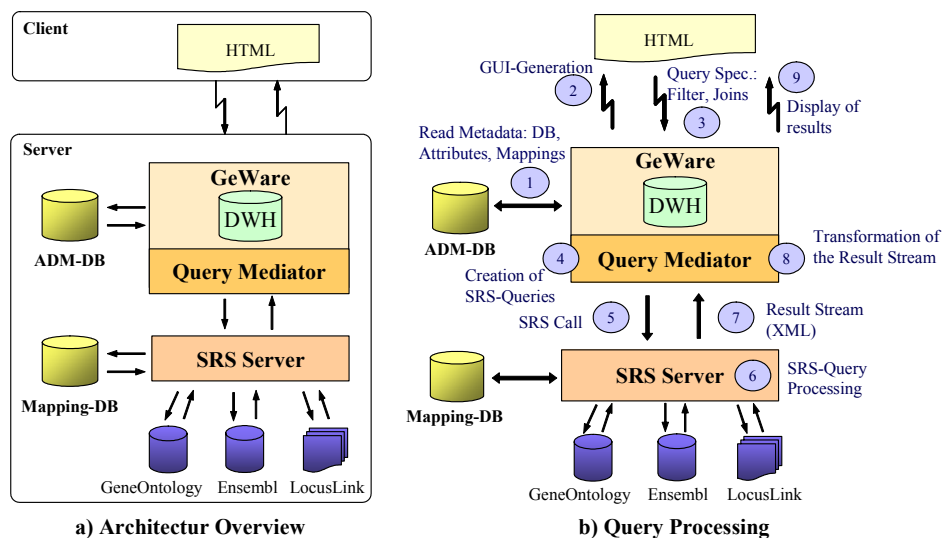 Client
HTML
Server
GeWare
DWH
ADM-DB
Query Mediator
SRS Server
Mapping-DB
GeneOntology
Ensembl
LocusLink
a) Architectur Overview
HTML
GUI-Generation
2
Query Spec.:
Filter, Joins
3
9
Display of
results
Read Metadata: DB,
Attributes, Mappings
1
GeWare
DWH
ADM-DB
4
Query Mediator
8
Transformation of
the Result Stream
Creation of
SRS-Queries
SRS Call
5
7
Result Stream
(XML)
SRS Server
6
SRS-Query
Processing
Mapping-DB
GeneOntology
Ensembl
LocusLink
b) Query Processing